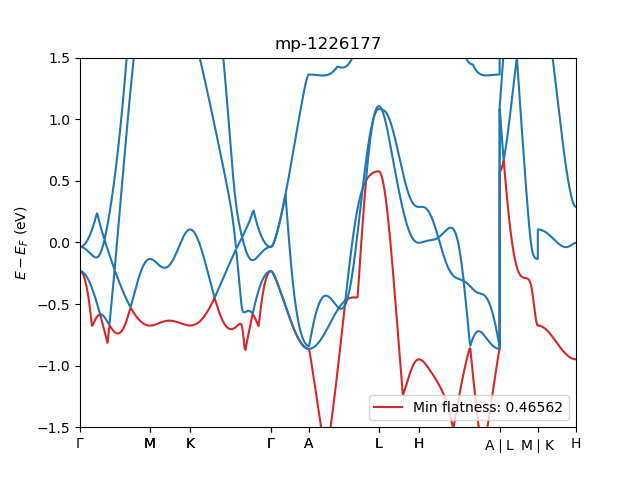 mp-1226177
1.5
1.0
0.5
0.0
−0.5
−1.0
−1.5
E − E_F (eV)
Min flatness: 0.46562
Γ M K Γ A L H A | L M | K H